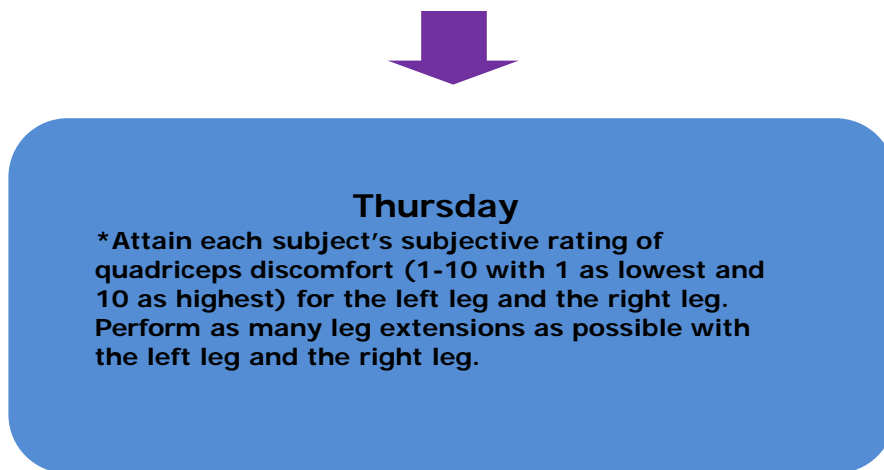 Thursday
*Attain each subject's subjective rating of
quadriceps discomfort (1-10 with 1 as lowest and
10 as highest) for the left leg and the right leg.
Perform as many leg extensions as possible with
the left leg and the right leg.